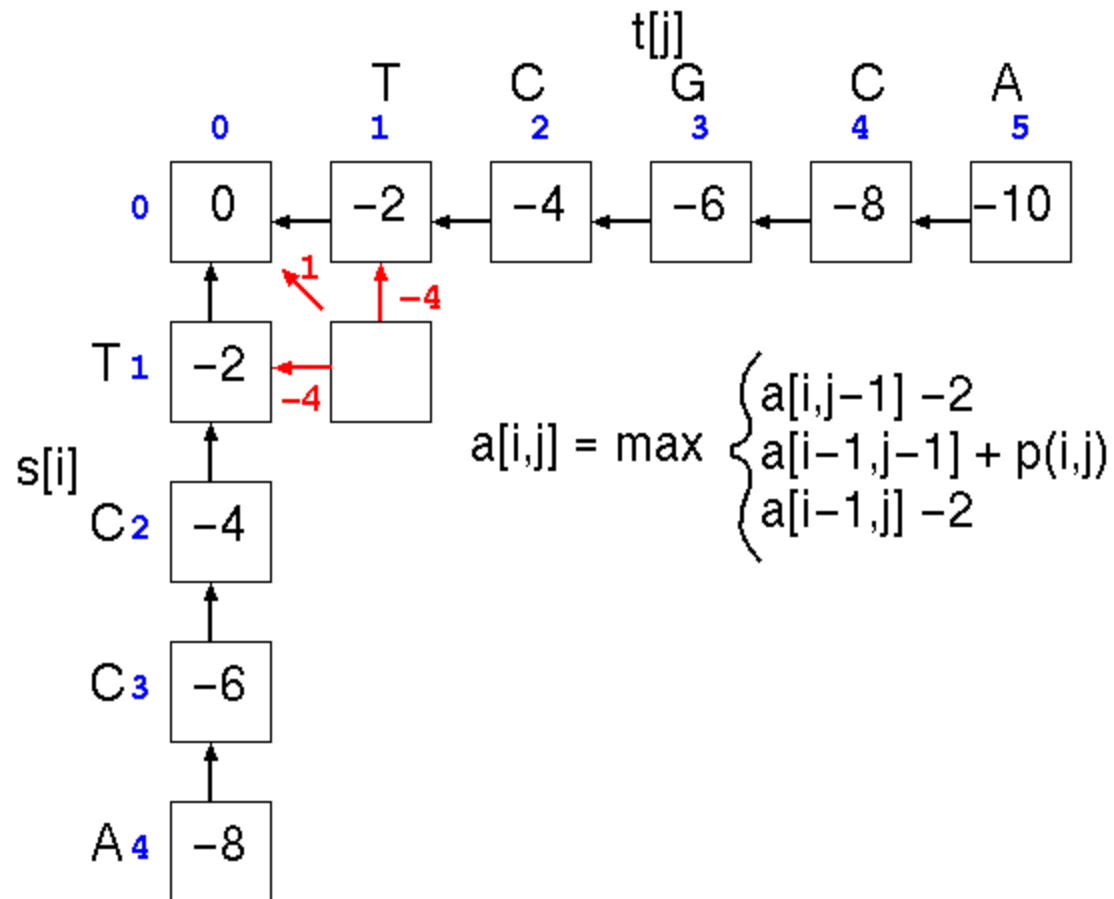 t[j]
T C G C A
0 1 2 3 4 5
0 0 −2 −4 −6 −8 −10
1 −4
T 1 −2
−4
a[i,j−1] −2
s[i] a[i,j] = max a[i−1,j−1] + p(i,j)
a[i−1,j] −2
C 2 −4
C 3 −6
A 4 −8